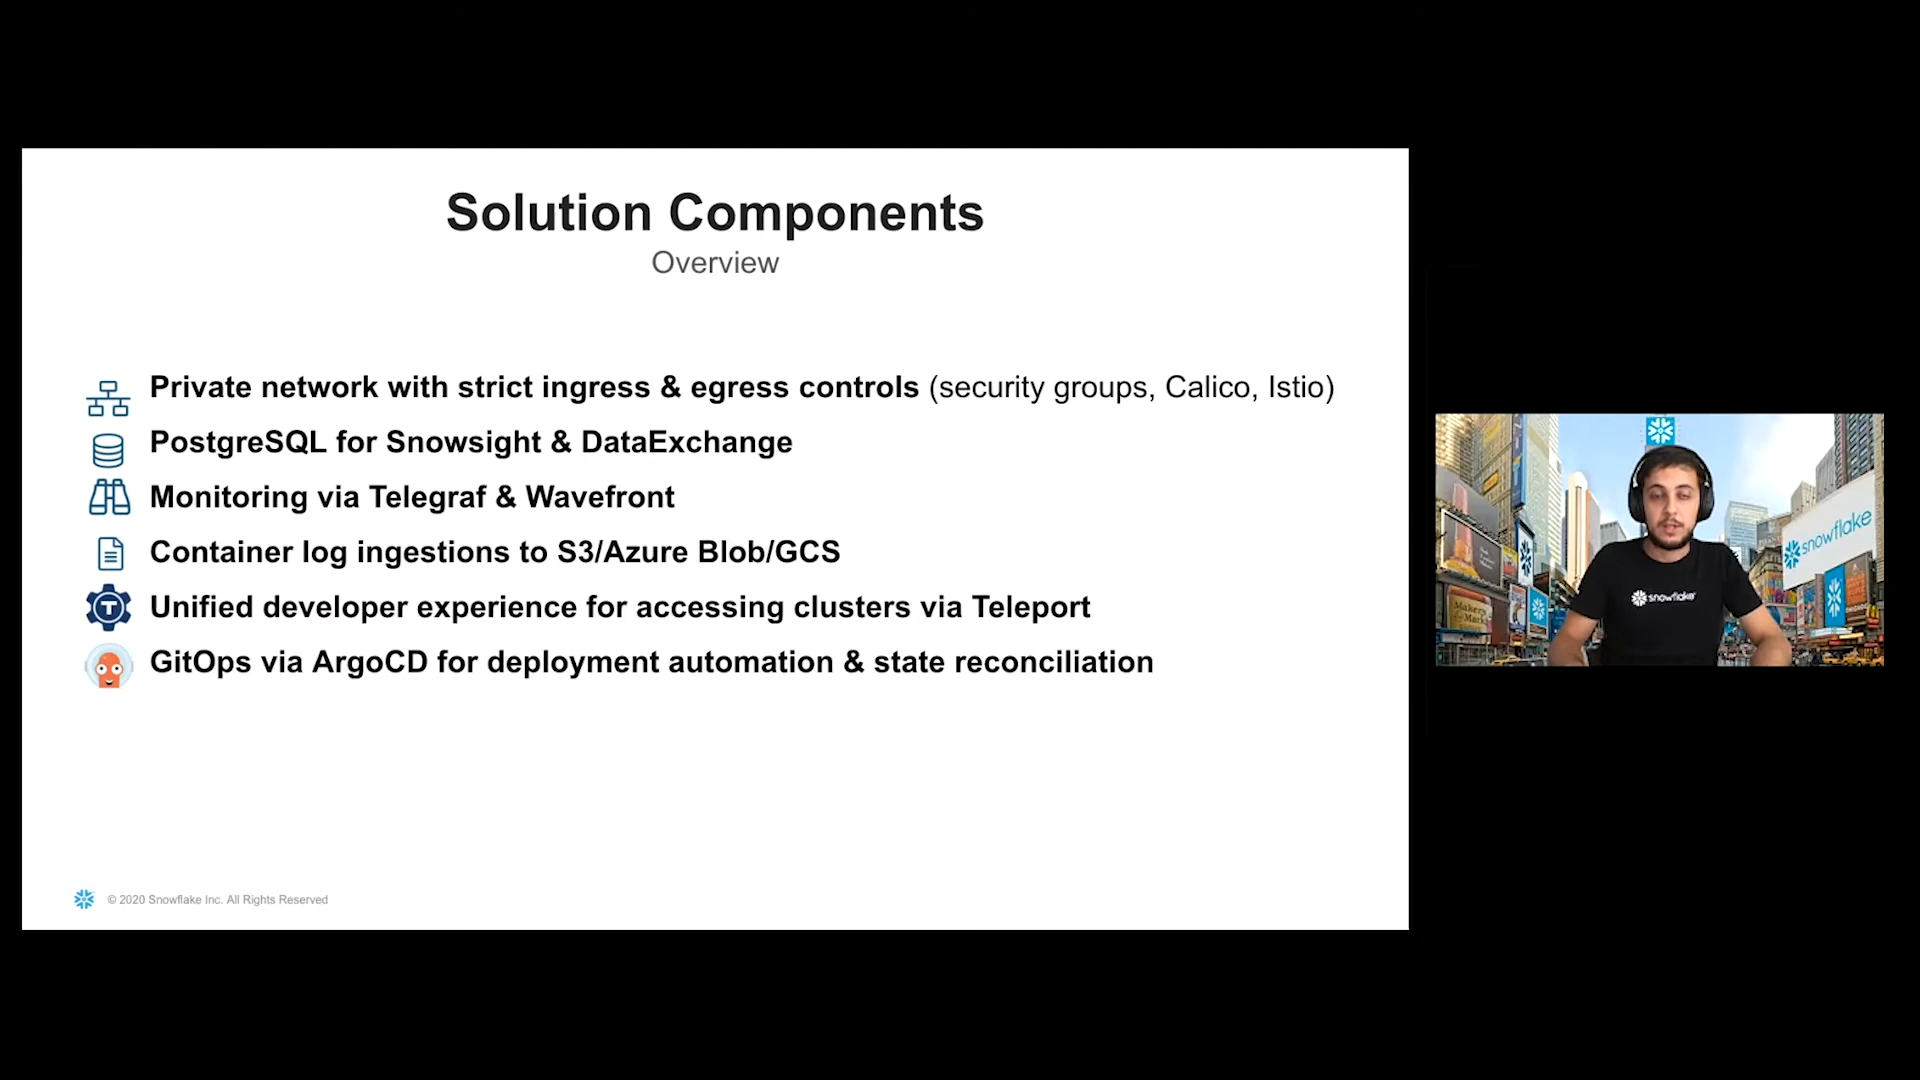 Solution Components
Overview
Private network with strict ingress & egress controls (security groups, Calico, Istio)
PostgreSQL for Snowsight & DataExchange
Monitoring via Telegraf & Wavefront
Container log ingestions to S3/Azure Blob/GCS
Unified developer experience for accessing clusters via Teleport
GitOps via ArgoCD for deployment automation & state reconciliation
© 2020 Snowflake Inc. All Rights Reserved
snowflake
snowflake
Maker's
Mark